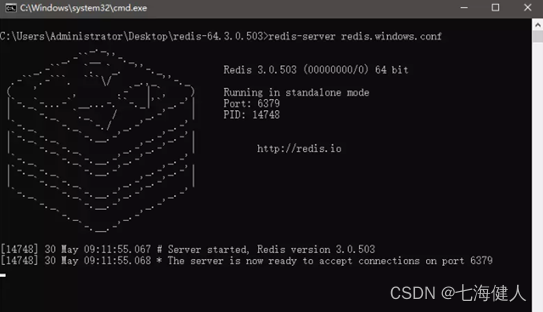 C:\Windows\system32\cmd.exe
C:\Users\Administrator\Desktop\redis-64.3.0.503>redis-server redis.windows.conf
Redis 3.0.503 (00000000/0) 64 bit
Running in standalone mode
Port: 6379
PID: 14748
http://redis.io
[14748] 30 May 09:11:55.067 # Server started, Redis version 3.0.503
[14748] 30 May 09:11:55.068 * The server is now ready to accept connections on port 6379
CSDN @七海健人